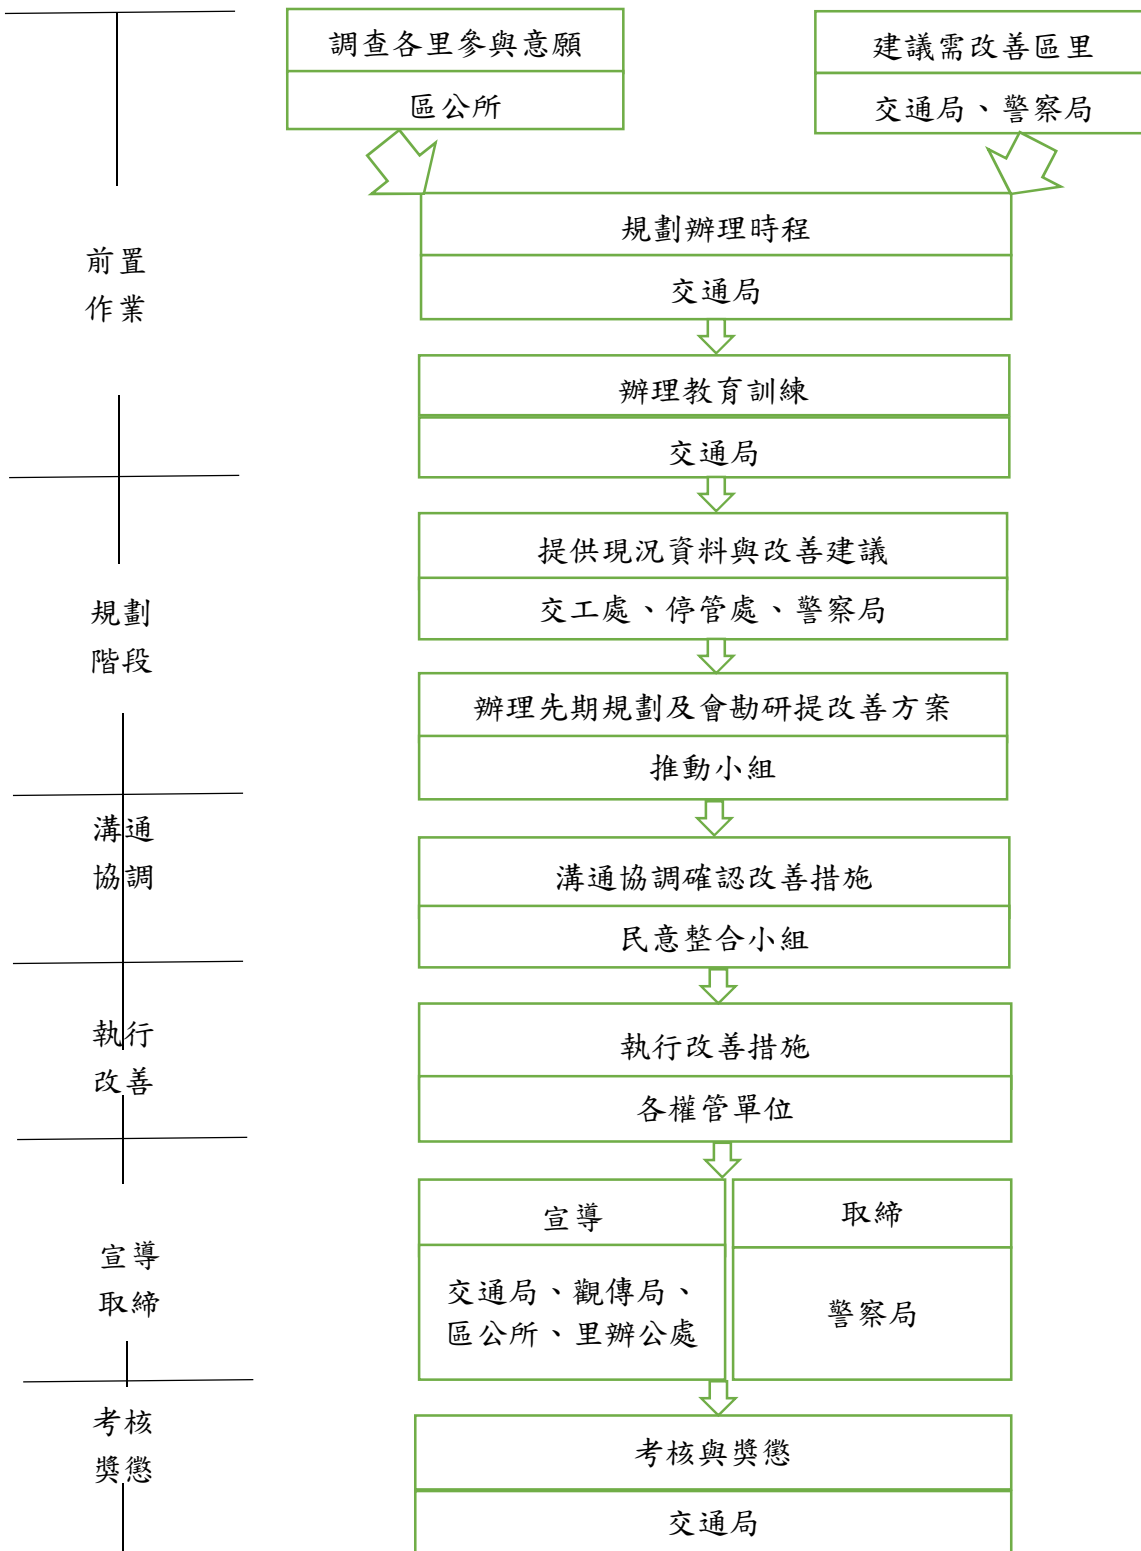 調查各里參與意願
區公所
建議需改善區里
交通局、警察局
前置
作業
規劃辦理時程
交通局
辦理教育訓練
交通局
規劃
階段
提供現況資料與改善建議
交工處、停管處、警察局
辦理先期規劃及會勘研提改善方案
推動小組
溝通
協調
溝通協調確認改善措施
民意整合小組
執行
改善
執行改善措施
各權管單位
宣導
取締
宣導
交通局、觀傳局、
區公所、里辦公處
取締
警察局
考核
獎懲
考核與獎懲
交通局